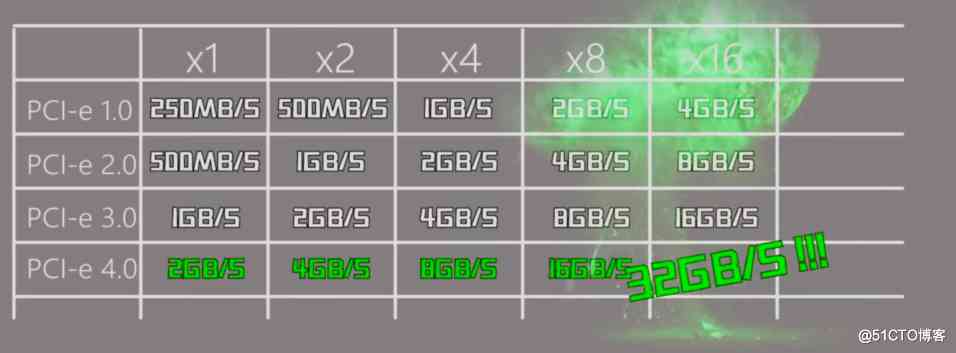 x1 x2 x4 x8 x16
PCI-e 1.0 250MB/S 500MB/S 1GB/S 2GB/S 4GB/S
PCI-e 2.0 500MB/S 1GB/S 2GB/S 4GB/S 8GB/S
PCI-e 3.0 1GB/S 2GB/S 4GB/S 8GB/S 16GB/S
PCI-e 4.0 2GB/S 4GB/S 8GB/S 16GB/S 32GB/S !!!
@51CTO博客